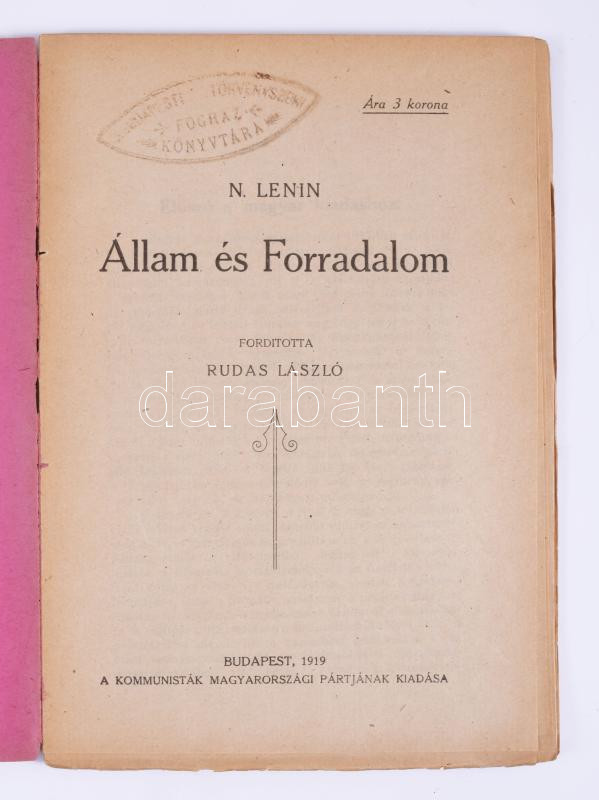 TÖRVÉNYSZÉKI
FOGHÁZ
KÖNYVTÁRA
Ára 3 korona
N. LENIN
Állam és Forradalom
FORDITOTTA
RUDAS LÁSZLÓ
darabanth
BUDAPEST, 1919
A KOMMUNISTÁK MAGYARORSZÁGI PÁRTJÁNAK KIADÁSA